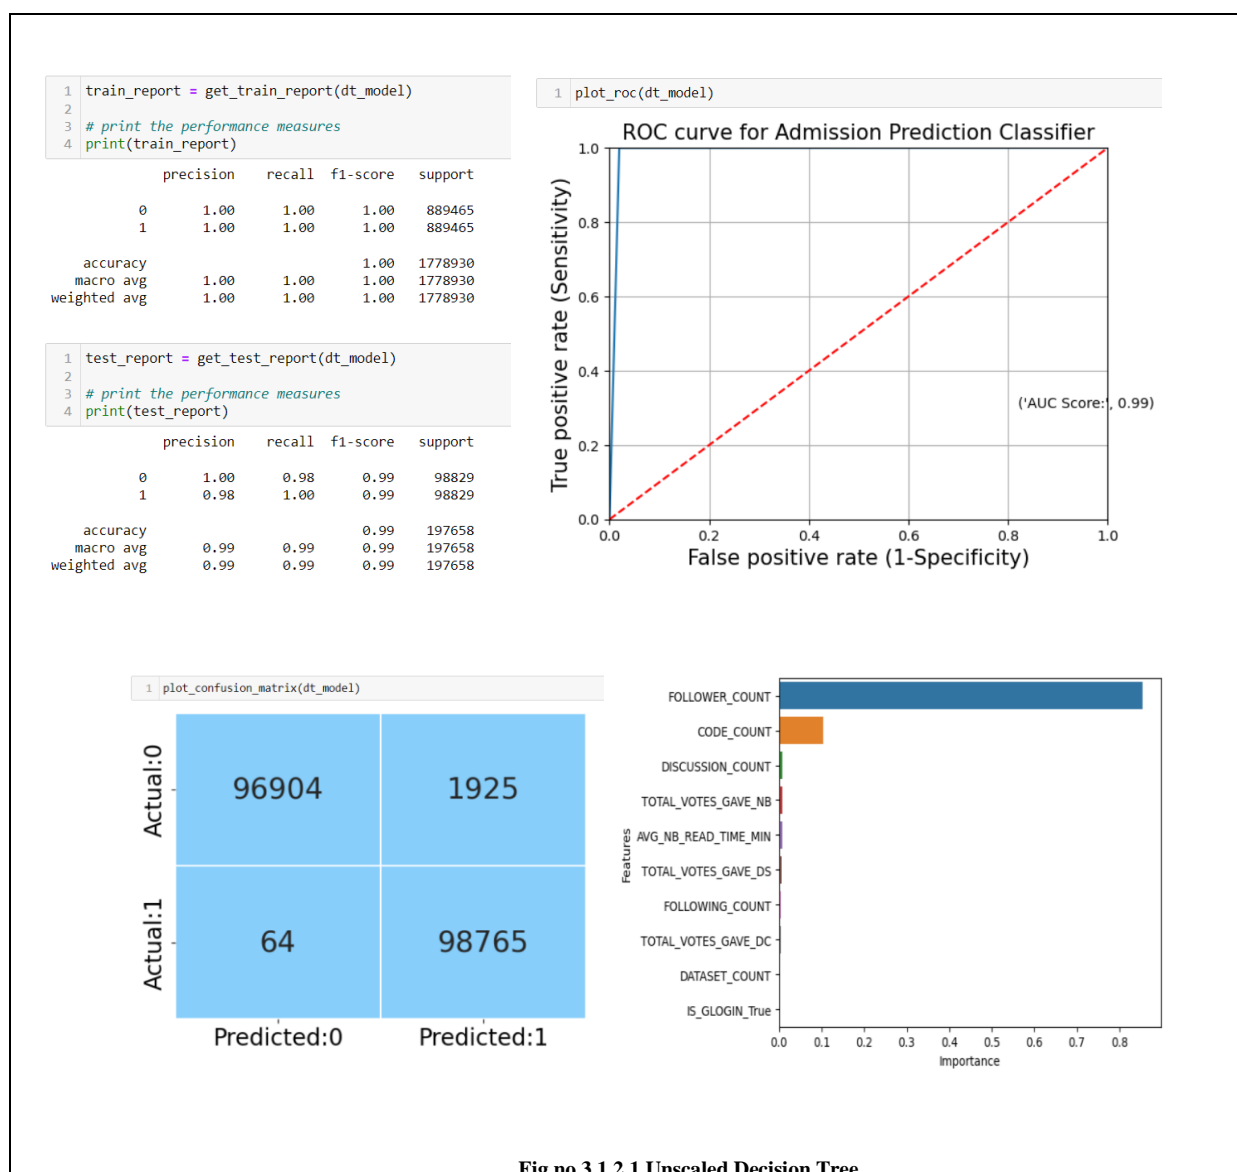 1 train_report = get_train_report(dt_model)
2
3 # print the performance measures
4 print(train_report)
precision recall f1-score support
0 1.00 1.00 1.00 889465
1 1.00 1.00 1.00 889465
accuracy 1.00 1778930
macro avg 1.00 1.00 1.00 1778930
weighted avg 1.00 1.00 1.00 1778930
1 test_report = get_test_report(dt_model)
2
3 # print the performance measures
4 print(test_report)
precision recall f1-score support
0 1.00 0.98 0.99 98829
1 0.98 1.00 0.99 98829
accuracy 0.99 197658
macro avg 0.99 0.99 0.99 197658
weighted avg 0.99 0.99 0.99 197658
1 plot_roc(dt_model)
ROC curve for Admission Prediction Classifier
True positive rate (Sensitivity)
1.0
0.8
0.6
0.4
0.2
0.0
('AUC Score:', 0.99)
0.0 0.2 0.4 0.6 0.8 1.0
False positive rate (1-Specificity)
1 plot_confusion_matrix(dt_model)
Actual:0
96904 1925
Actual:1
64 98765
Predicted:0 Predicted:1
Features
FOLLOWER_COUNT
CODE_COUNT
DISCUSSION_COUNT
TOTAL_VOTES_GAVE_NB
AVG_NB_READ_TIME_MIN
TOTAL_VOTES_GAVE_DS
FOLLOWING_COUNT
TOTAL_VOTES_GAVE_DC
DATASET_COUNT
IS_GLOGIN_True
0.0 0.1 0.2 0.3 0.4 0.5 0.6 0.7 0.8
Importance
Fig no 3.1.2.1 Unscaled Decision Tree